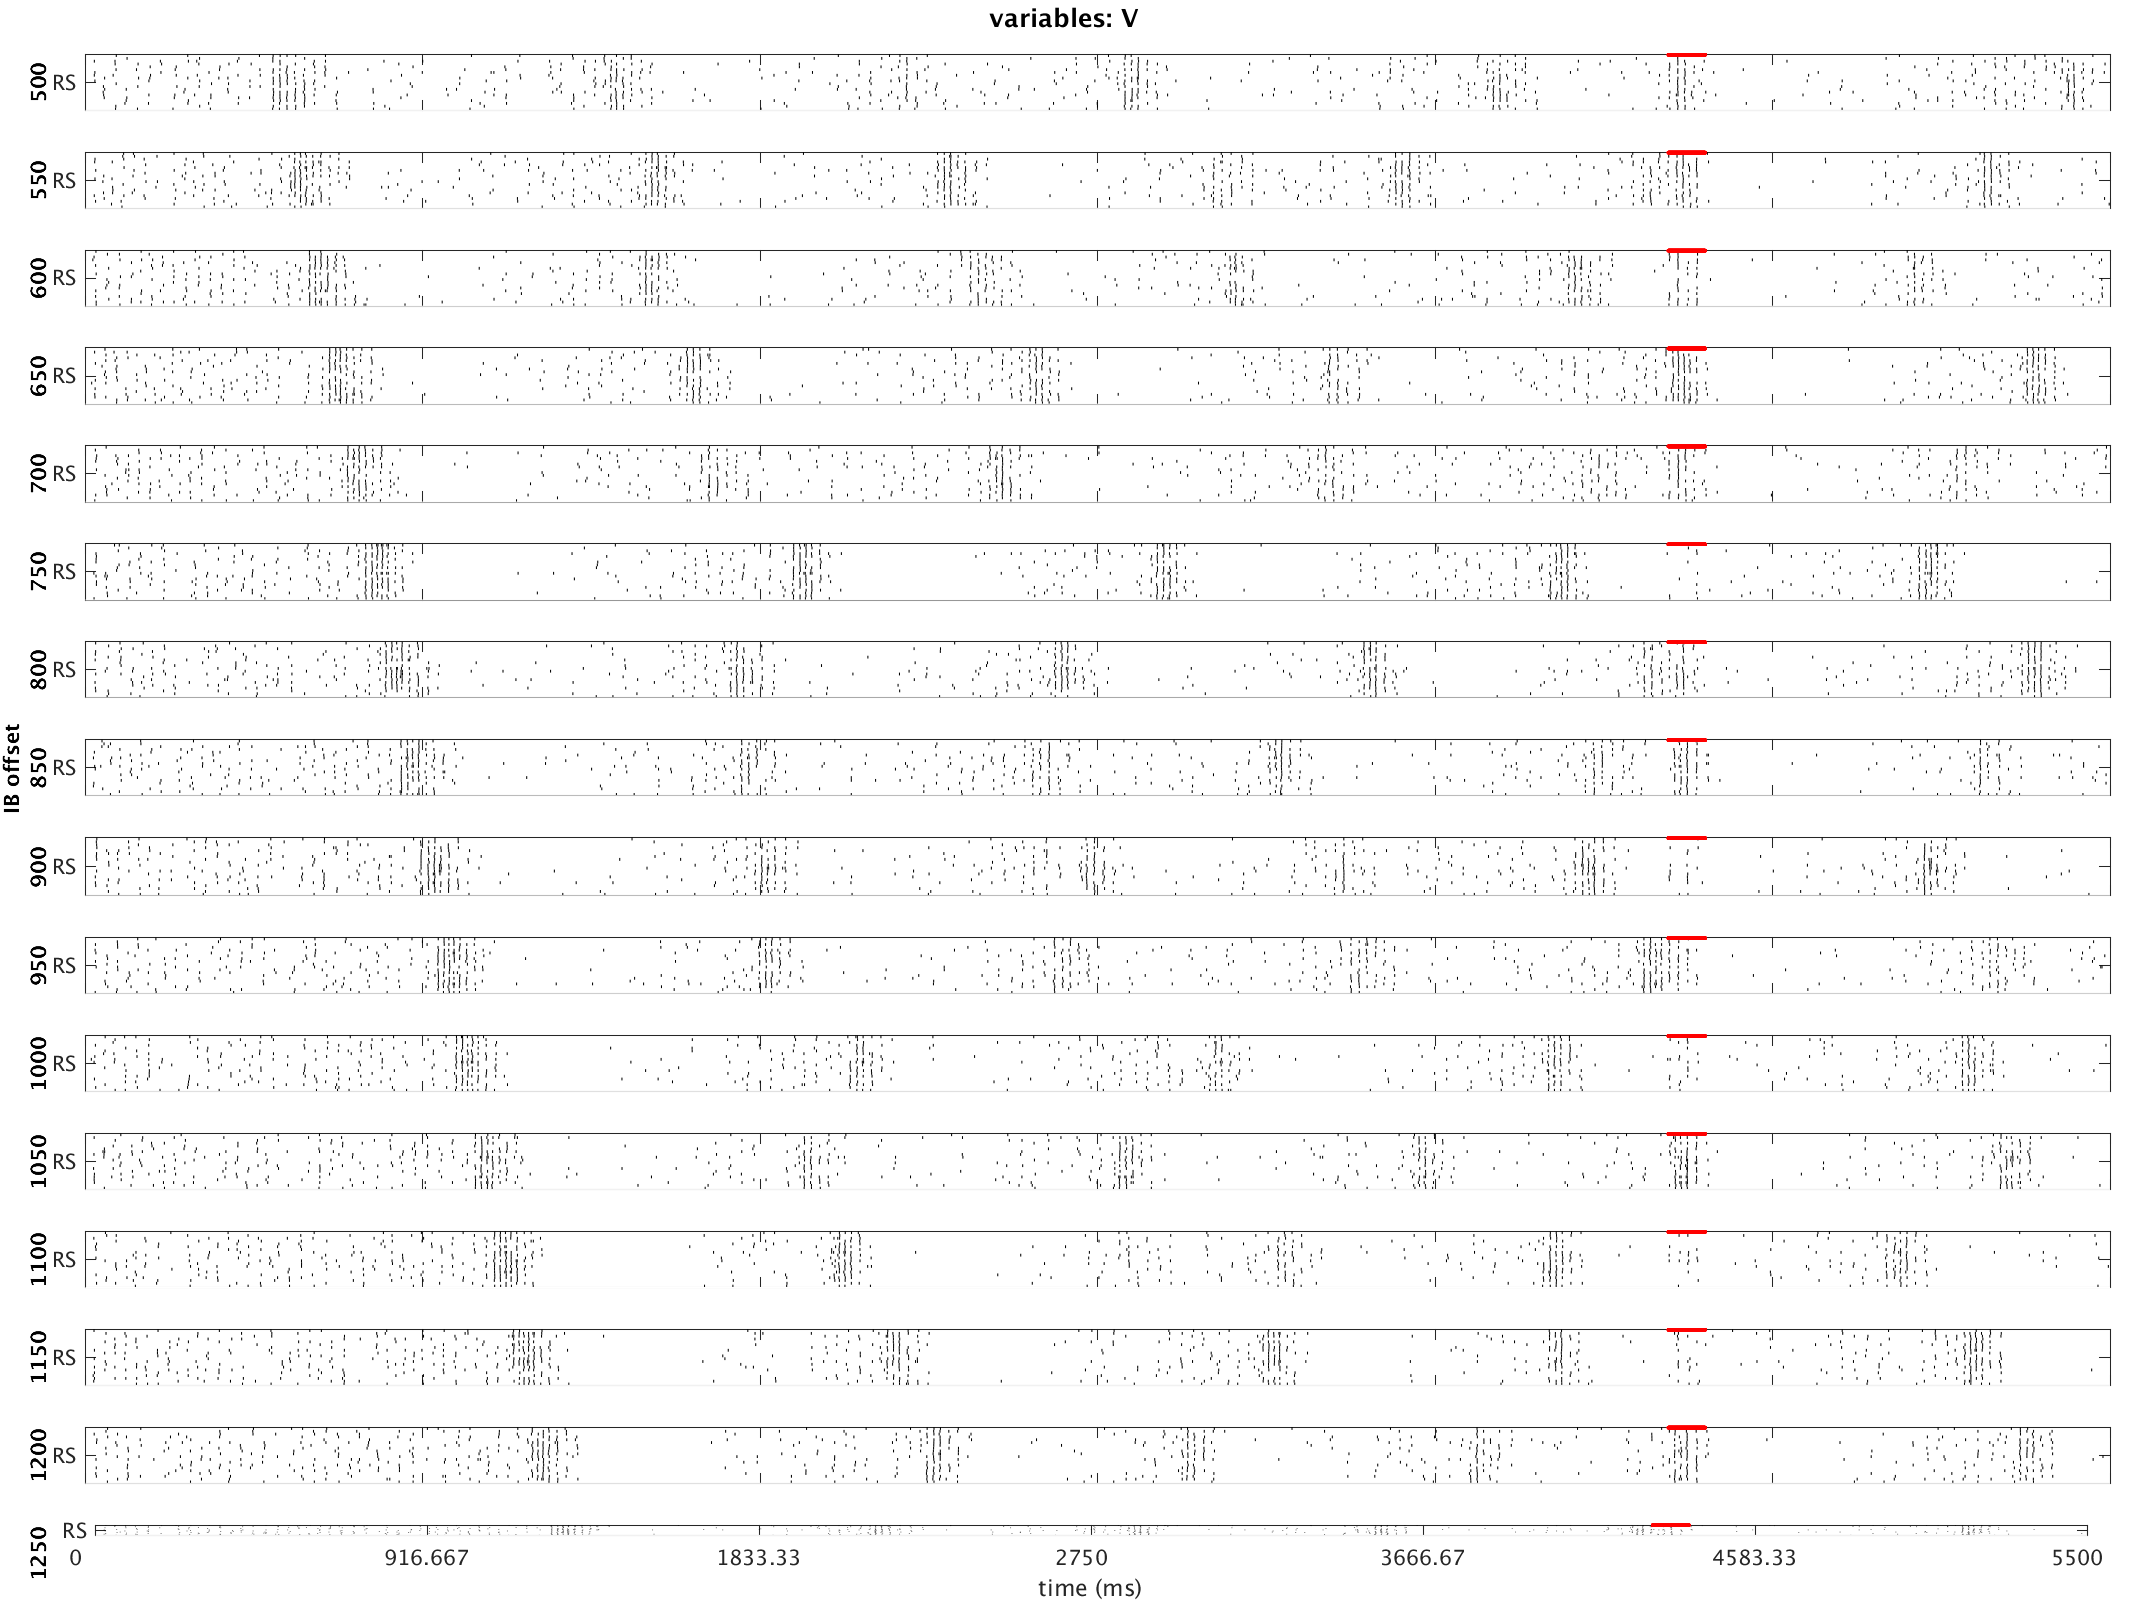 variables: V
IB offset
500 RS
550 RS
600 RS
650 RS
700 RS
750 RS
800 RS
850 RS
900 RS
950 RS
1000 RS
1050 RS
1100 RS
1150 RS
1200 RS
1250 RS
0 916.667 1833.33 2750 3666.67 4583.33 5500
time (ms)